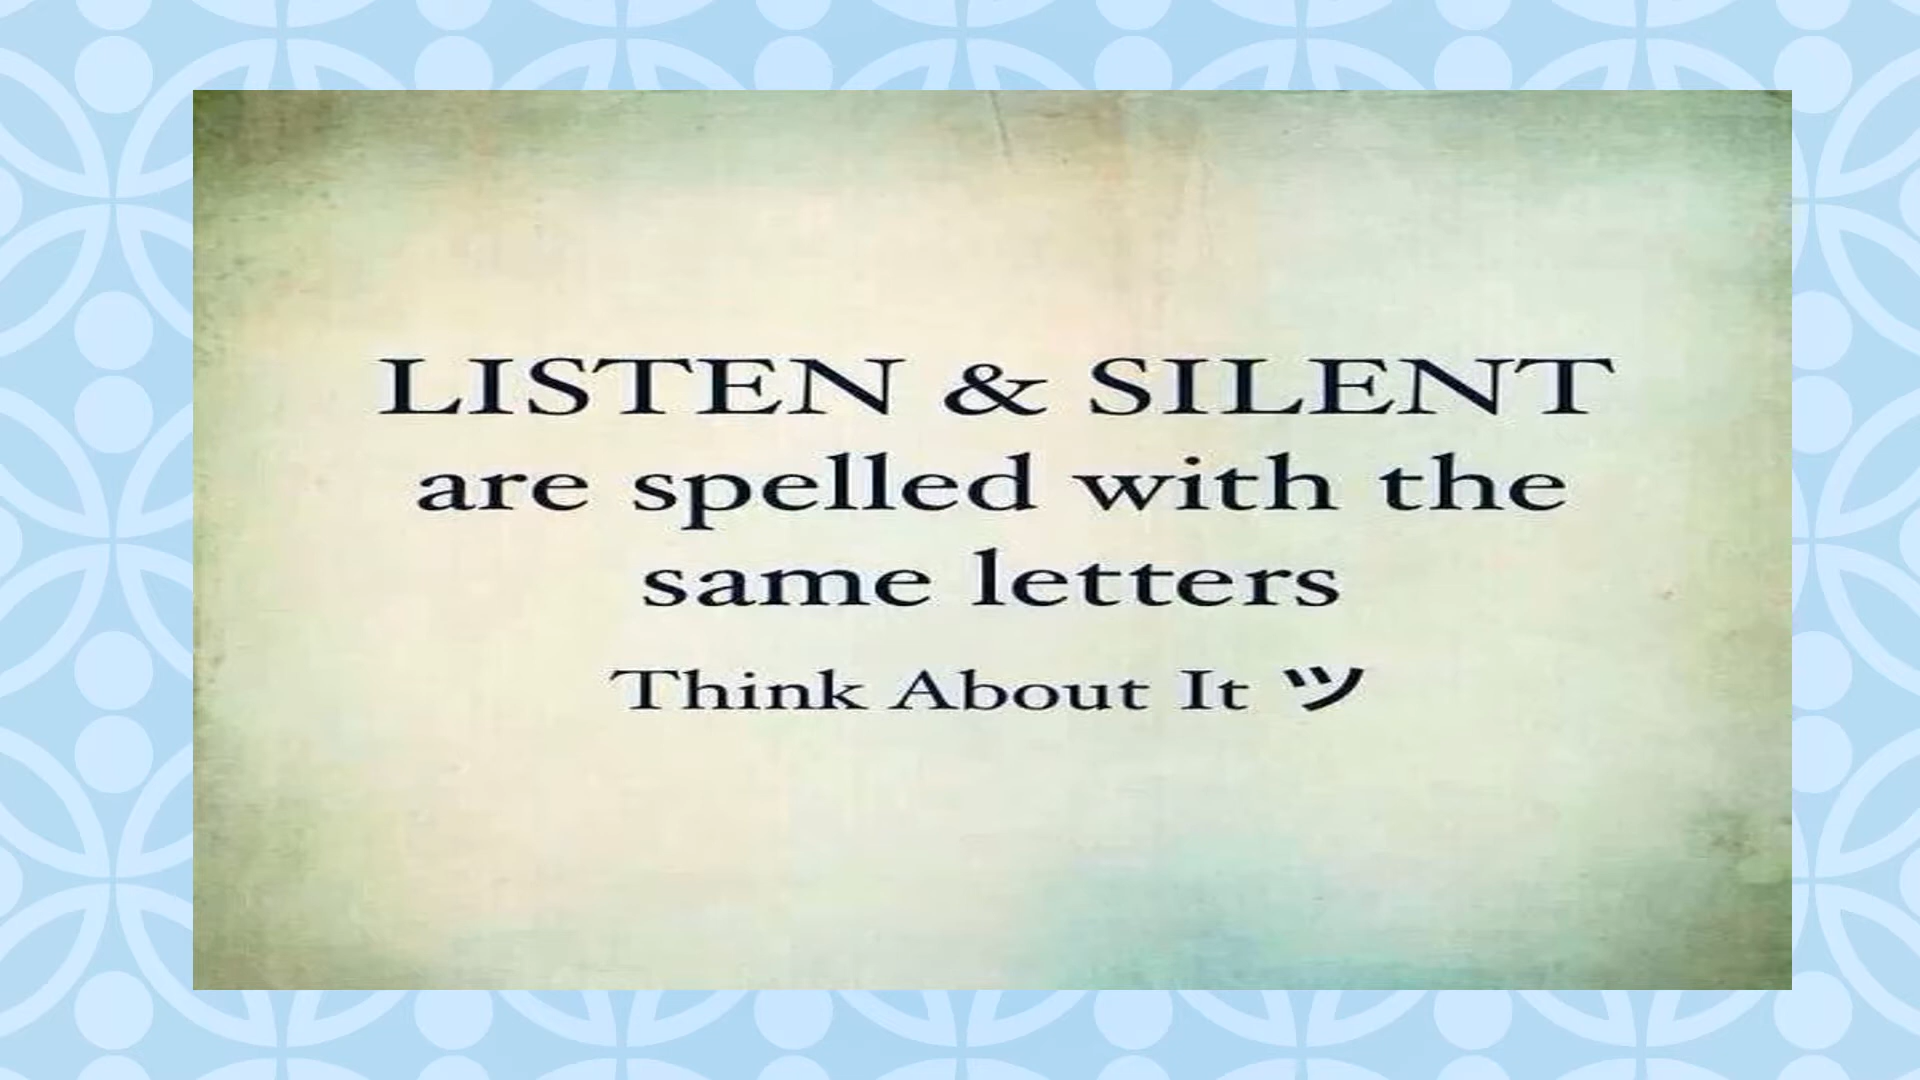 LISTEN & SILENT
are spelled with the
same letters
Think About It ツ